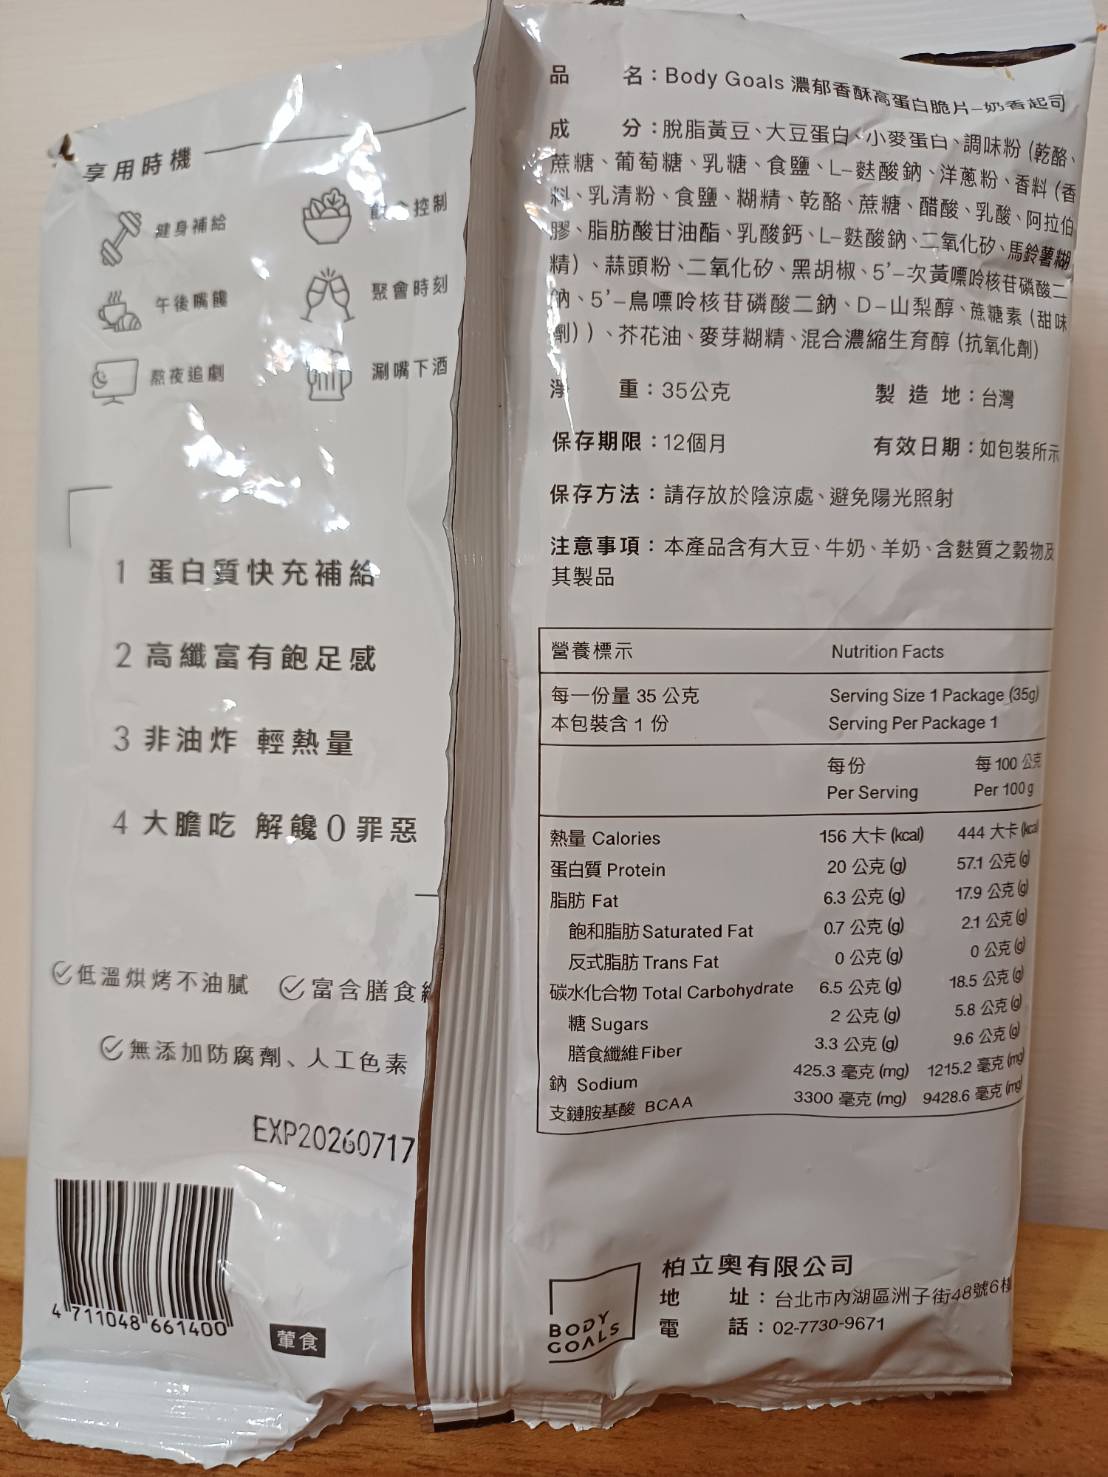 享用時機
健身補給
控制
午後嘴饞
聚會時刻
熬夜追劇
涮嘴下酒
1 蛋白質快充補給
2 高纖富有飽足感
3 非油炸 輕熱量
4 大膽吃 解饞0罪惡
低溫烘烤不油膩 富含膳食
無添加防腐劑、人工色素
EXP20260717
4 711048 661400
葷食
品 名：Body Goals 濃郁香酥高蛋白脆片-奶香起司
成 分：脫脂黃豆、大豆蛋白、小麥蛋白、調味粉 (乾酪、
蔗糖、葡萄糖、乳糖、食鹽、L-麩酸鈉、洋蔥粉、香料 (香
料、乳清粉、食鹽、糊精、乾酪、蔗糖、醋酸、乳酸、阿拉伯
膠、脂肪酸甘油酯、乳酸鈣、L-麩酸鈉、二氧化矽、馬鈴薯糊
精) 、蒜頭粉、二氧化矽、黑胡椒、5'-次黃嘌呤核苷磷酸二
鈉、5'-鳥嘌呤核苷磷酸二鈉、D-山梨醇、蔗糖素 (甜味
劑) ) 、芥花油、麥芽糊精、混合濃縮生育醇 (抗氧化劑)
淨 重：35公克 製 造 地：台灣
保存期限：12個月 有效日期：如包裝所示
保存方法：請存放於陰涼處、避免陽光照射
注意事項：本產品含有大豆、牛奶、羊奶、含麩質之穀物及
其製品
營養標示 Nutrition Facts
每一份量 35 公克 Serving Size 1 Package (35g)
本包裝含 1 份 Serving Per Package 1
每份 每 100 公克
Per Serving Per 100 g
熱量 Calories 156 大卡 (kcal) 444 大卡 (kcal
蛋白質 Protein 20 公克 (g) 57.1 公克 (g)
脂肪 Fat 6.3 公克 (g) 17.9 公克 (g)
飽和脂肪 Saturated Fat 0.7 公克 (g) 2.1 公克 (g)
反式脂肪 Trans Fat 0 公克 (g) 0 公克 (g)
碳水化合物 Total Carbohydrate 6.5 公克 (g) 18.5 公克 (g)
糖 Sugars 2 公克 (g) 5.8 公克 (g)
膳食纖維 Fiber 3.3 公克 (g) 9.6 公克 (g)
鈉 Sodium 425.3 毫克 (mg) 1215.2 毫克 (mg)
支鏈胺基酸 BCAA 3300 毫克 (mg) 9428.6 毫克 (mg)
BODY
GOALS
柏立奧有限公司
地 址：台北市內湖區洲子街48號6樓
電 話：02-7730-9671